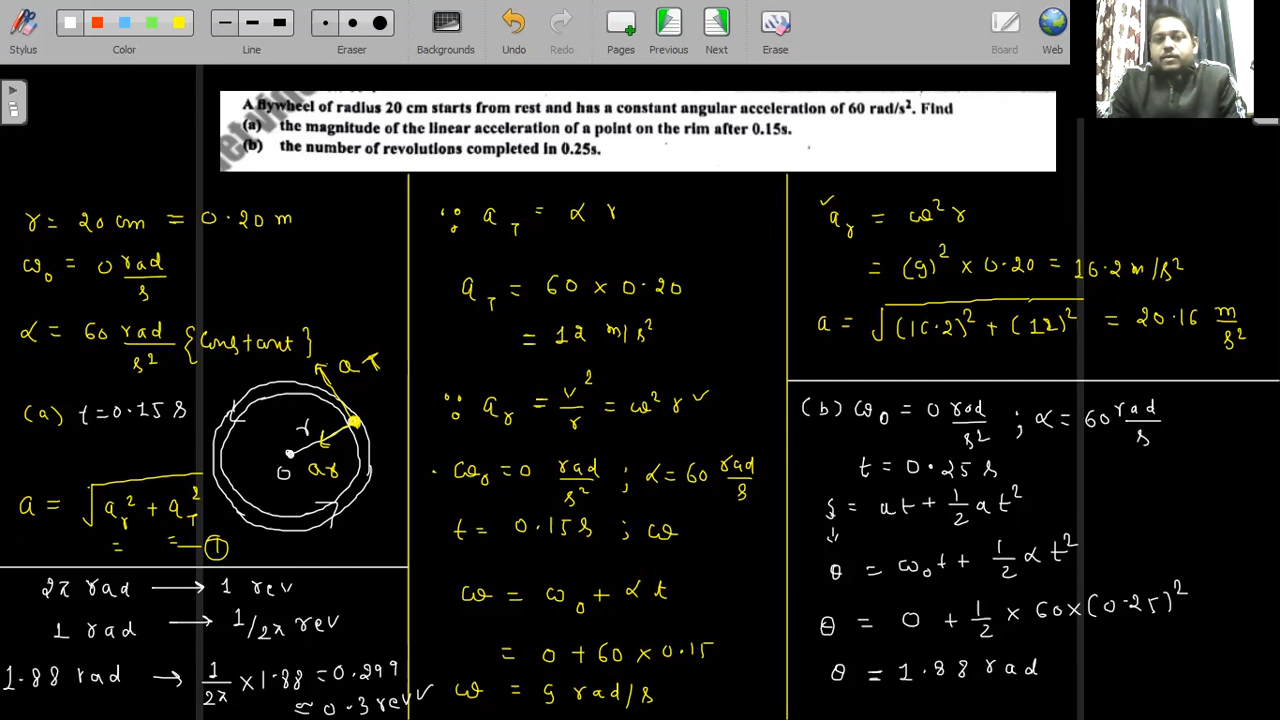 Stylus
Color
Line
Eraser
Backgrounds
Undo
Redo
Pages
Previous
Next
Erase
Board
Web
A flywheel of radius 20 cm starts from rest and has a constant angular acceleration of 60 rad/s². Find
(a) the magnitude of the linear acceleration of a point on the rim after 0.15s.
(b) the number of revolutions completed in 0.25s.
r = 20 cm = 0.20 m
ω₀ = 0 rad/s
α = 60 rad/s² {Constant}
(a) t = 0.15 s
a = √(a_r² + a_T²) — ①
a_T
r
a_r
O
2π rad → 1 rev
1 rad → 1/2π rev
1.88 rad → 1/2π × 1.88 = 0.299
≈ 0.3 rev ✓
∵ a_T = α r
a_T = 60 × 0.20
= 12 m/s²
∵ a_r = v²/r = ω² r ✓
ω₀ = 0 rad/s² ; α = 60 rad/s
t = 0.15 s ; ω
ω = ω₀ + α t
= 0 + 60 × 0.15
ω = 9 rad/s
✓ a_r = ω² r
= (9)² × 0.20 = 16.2 m/s²
a = √((16.2)² + (12)²) = 20.16 m/s²
(b) ω₀ = 0 rad/s² ; α = 60 rad/s
t = 0.25 s
s = ut + 1/2 at²
θ = ω₀t + 1/2 α t²
θ = 0 + 1/2 × 60 × (0.25)²
θ = 1.88 rad